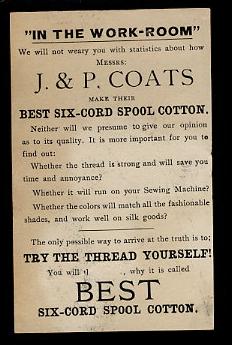 "IN THE WORK-ROOM"
We will not weary you with statistics about how
MESSRS:
J. & P. COATS
MAKE THEIR
BEST SIX-CORD SPOOL COTTON.
Neither will we presume to give our opinion
as to its quality. It is more important for you to
find out:
Whether the thread is strong and will save you
time and annoyance?
Whether it will run on your Sewing Machine?
Whether the colors will match all the fashionable
shades, and work well on silk goods?
The only possible way to arrive at the truth is to;
TRY THE THREAD YOURSELF!
You will why it is called
BEST
SIX-CORD SPOOL COTTON.